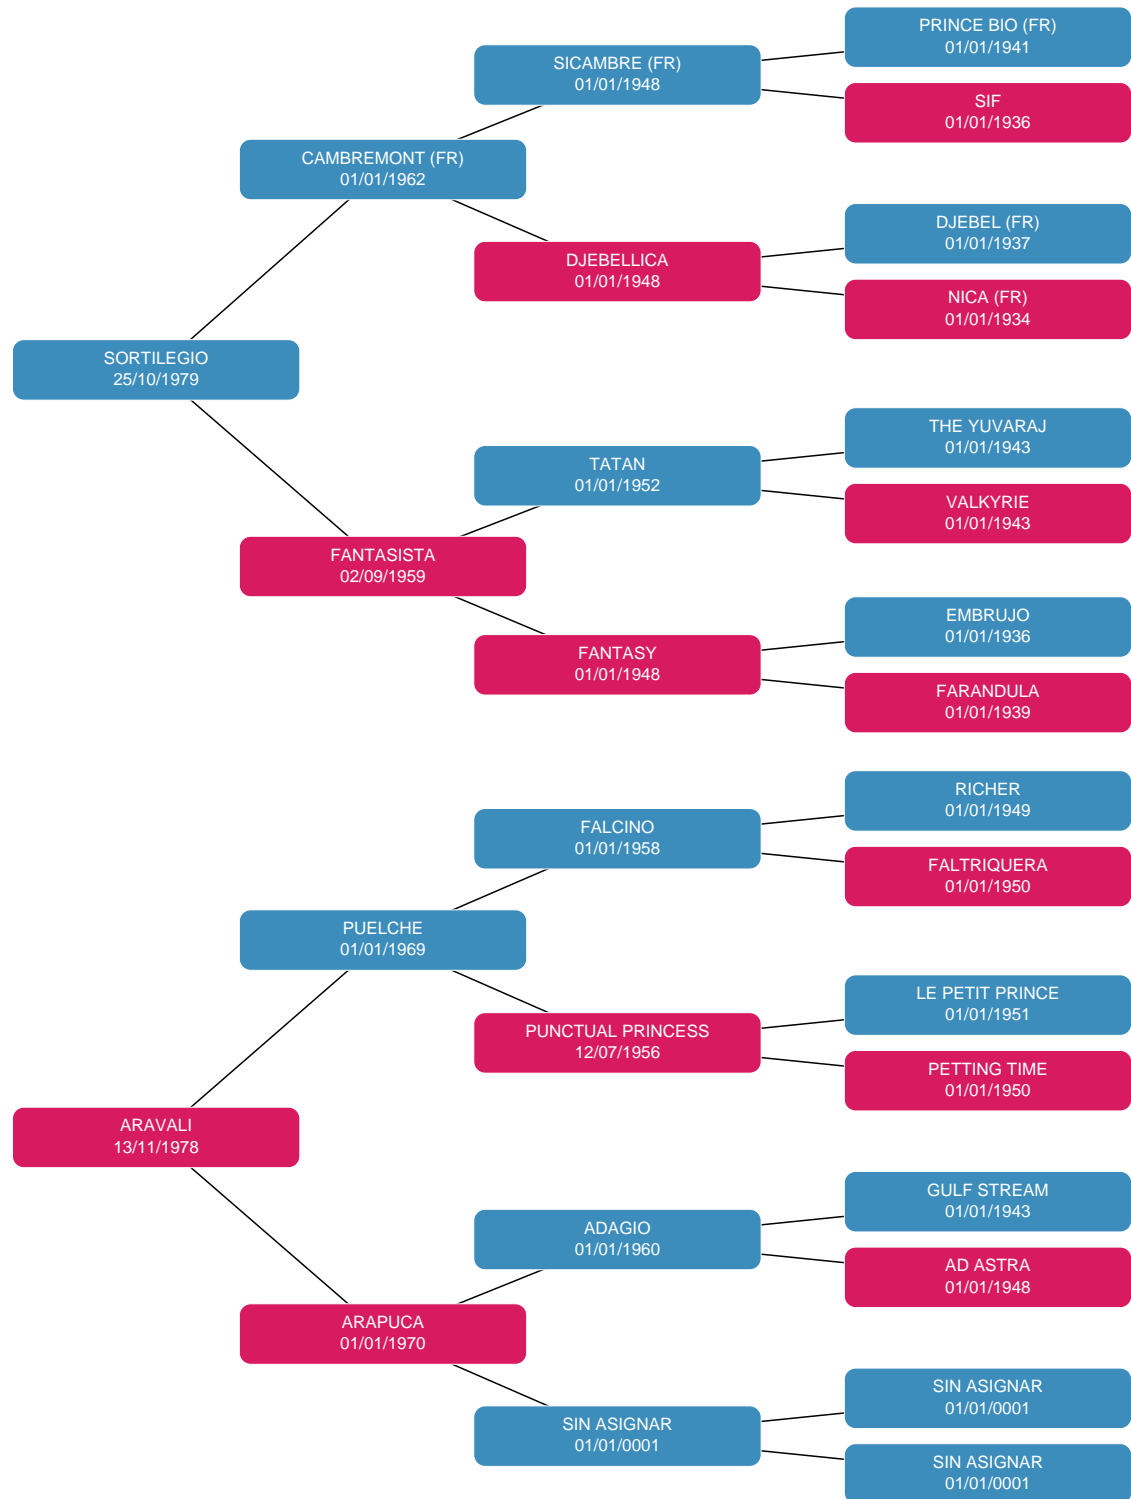 PRINCE BIO (FR)
01/01/1941
SICAMBRE (FR)
01/01/1948
SIF
01/01/1936
CAMBREMONT (FR)
01/01/1962
DJEBEL (FR)
01/01/1937
DJEBELLICA
01/01/1948
NICA (FR)
01/01/1934
SORTILEGIO
25/10/1979
THE YUVARAJ
01/01/1943
TATAN
01/01/1952
VALKYRIE
01/01/1943
FANTASISTA
02/09/1959
EMBRUJO
01/01/1936
FANTASY
01/01/1948
FARANDULA
01/01/1939
RICHER
01/01/1949
FALCINO
01/01/1958
FALTRIQUERA
01/01/1950
PUELCHE
01/01/1969
LE PETIT PRINCE
01/01/1951
PUNCTUAL PRINCESS
12/07/1956
PETTING TIME
01/01/1950
ARAVALI
13/11/1978
GULF STREAM
01/01/1943
ADAGIO
01/01/1960
AD ASTRA
01/01/1948
ARAPUCA
01/01/1970
SIN ASIGNAR
01/01/0001
SIN ASIGNAR
01/01/0001
SIN ASIGNAR
01/01/0001